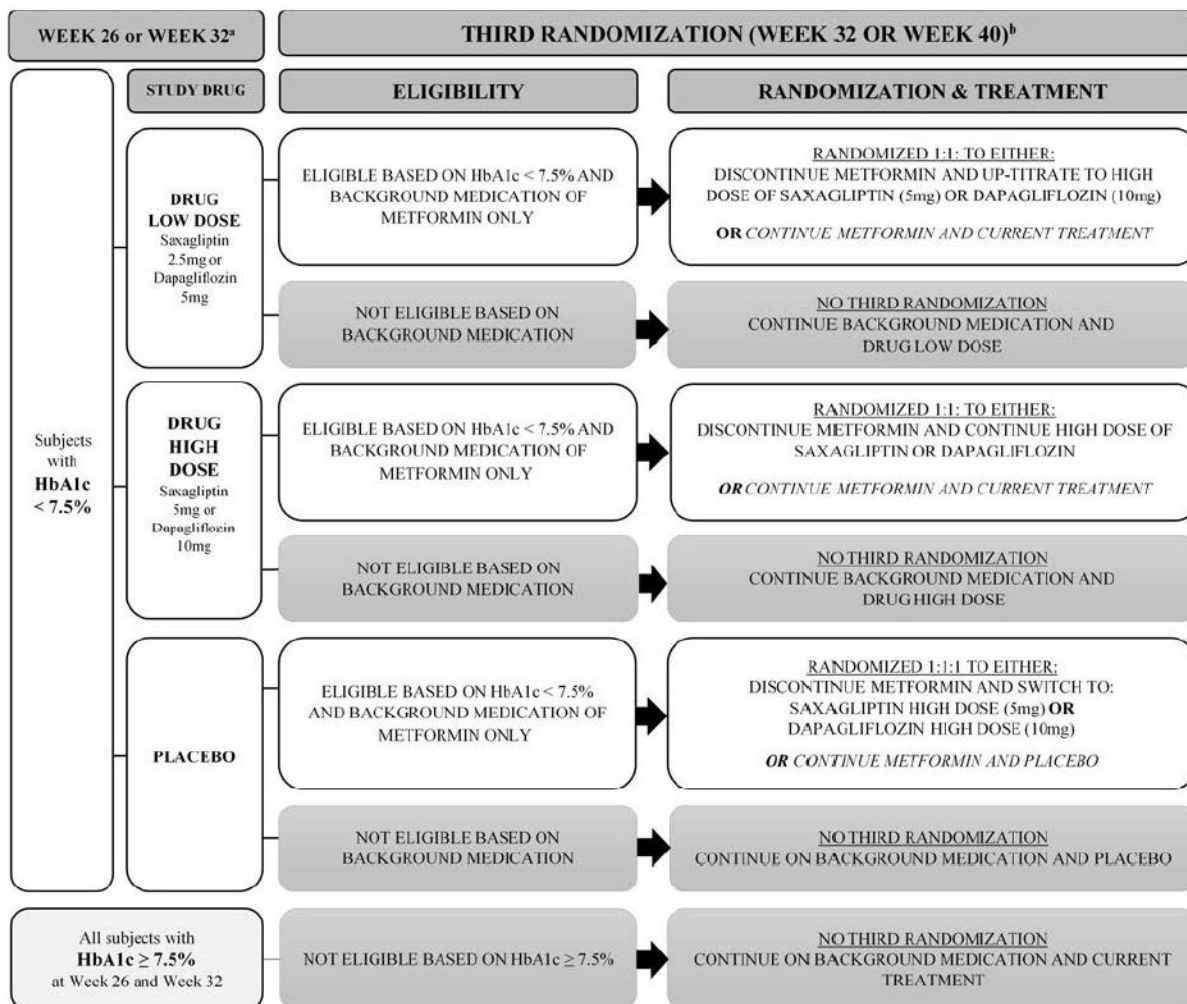 WEEK 26 or WEEK 32ª
THIRD RANDOMIZATION (WEEK 32 OR WEEK 40)ᵇ
STUDY DRUG
ELIGIBILITY
RANDOMIZATION & TREATMENT
Subjects
with
HbA1c
< 7.5%
DRUG
LOW DOSE
Saxagliptin
2.5mg or
Dapagliflozin
5mg
ELIGIBLE BASED ON HbA1c < 7.5% AND
BACKGROUND MEDICATION OF
METFORMIN ONLY
RANDOMIZED 1:1: TO EITHER:
DISCONTINUE METFORMIN AND UP-TITRATE TO HIGH
DOSE OF SAXAGLIPTIN (5mg) OR DAPAGLIFLOZIN (10mg)
OR CONTINUE METFORMIN AND CURRENT TREATMENT
NOT ELIGIBLE BASED ON
BACKGROUND MEDICATION
NO THIRD RANDOMIZATION
CONTINUE BACKGROUND MEDICATION AND
DRUG LOW DOSE
DRUG
HIGH
DOSE
Saxagliptin
5mg or
Dapagliflozin
10mg
ELIGIBLE BASED ON HbA1c < 7.5% AND
BACKGROUND MEDICATION OF
METFORMIN ONLY
RANDOMIZED 1:1: TO EITHER:
DISCONTINUE METFORMIN AND CONTINUE HIGH DOSE OF
SAXAGLIPTIN OR DAPAGLIFLOZIN
OR CONTINUE METFORMIN AND CURRENT TREATMENT
NOT ELIGIBLE BASED ON
BACKGROUND MEDICATION
NO THIRD RANDOMIZATION
CONTINUE BACKGROUND MEDICATION AND
DRUG HIGH DOSE
PLACEBO
ELIGIBLE BASED ON HbA1c < 7.5%
AND BACKGROUND MEDICATION OF
METFORMIN ONLY
RANDOMIZED 1:1:1 TO EITHER:
DISCONTINUE METFORMIN AND SWITCH TO:
SAXAGLIPTIN HIGH DOSE (5mg) OR
DAPAGLIFLOZIN HIGH DOSE (10mg)
OR CONTINUE METFORMIN AND PLACEBO
NOT ELIGIBLE BASED ON
BACKGROUND MEDICATION
NO THIRD RANDOMIZATION
CONTINUE ON BACKGROUND MEDICATION AND PLACEBO
All subjects with
HbA1c ≥ 7.5%
at Week 26 and Week 32
NOT ELIGIBLE BASED ON HbA1c ≥ 7.5%
NO THIRD RANDOMIZATION
CONTINUE ON BACKGROUND MEDICATION AND CURRENT
TREATMENT